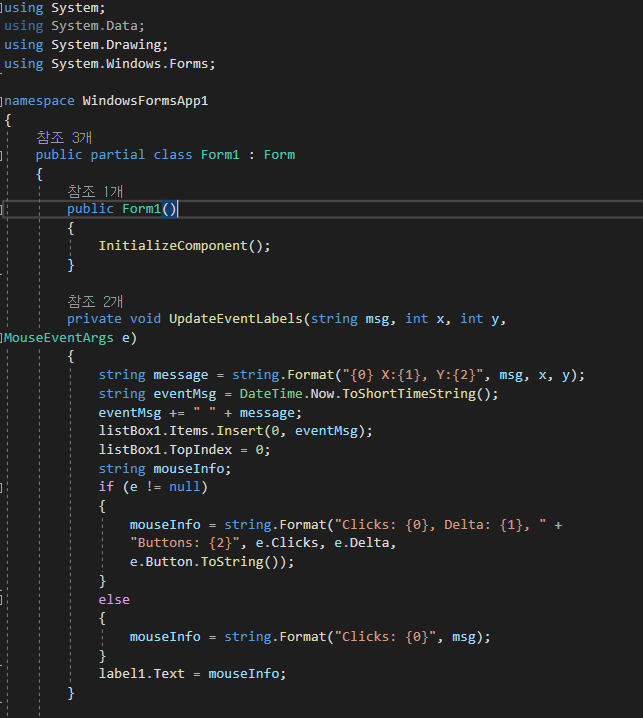 using System;
using System.Data;
using System.Drawing;
using System.Windows.Forms;
namespace WindowsFormsApp1
{
참조 3개
public partial class Form1 : Form
{
참조 1개
public Form1()
{
InitializeComponent();
}
참조 2개
private void UpdateEventLabels(string msg, int x, int y,
MouseEventArgs e)
{
string message = string.Format("{0} X:{1}, Y:{2}", msg, x, y);
string eventMsg = DateTime.Now.ToShortTimeString();
eventMsg += " " + message;
listBox1.Items.Insert(0, eventMsg);
listBox1.TopIndex = 0;
string mouseInfo;
if (e != null)
{
mouseInfo = string.Format("Clicks: {0}, Delta: {1}, " +
"Buttons: {2}", e.Clicks, e.Delta,
e.Button.ToString());
}
else
{
mouseInfo = string.Format("Clicks: {0}", msg);
}
label1.Text = mouseInfo;
}